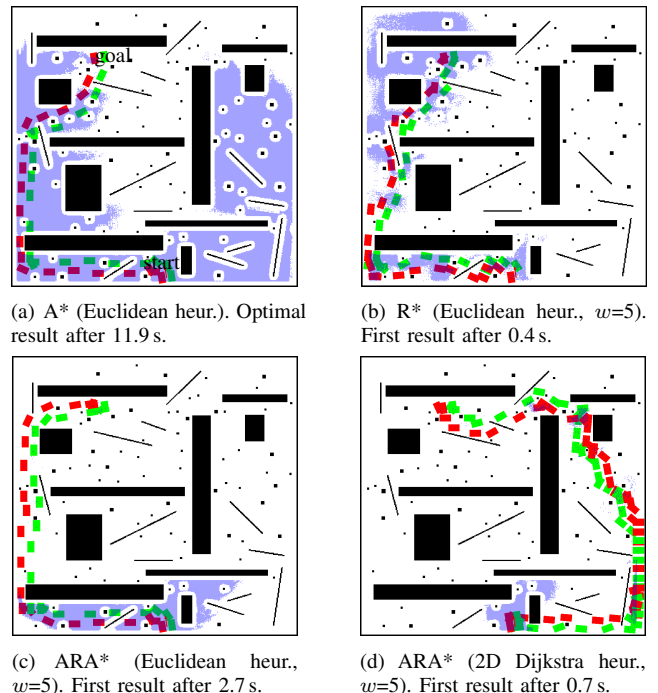 goal
start
(a) A* (Euclidean heur.). Optimal
result after 11.9 s.
(b) R* (Euclidean heur., w=5).
First result after 0.4 s.
(c) ARA* (Euclidean heur.,
w=5). First result after 2.7 s.
(d) ARA* (2D Dijkstra heur.,
w=5). First result after 0.7 s.